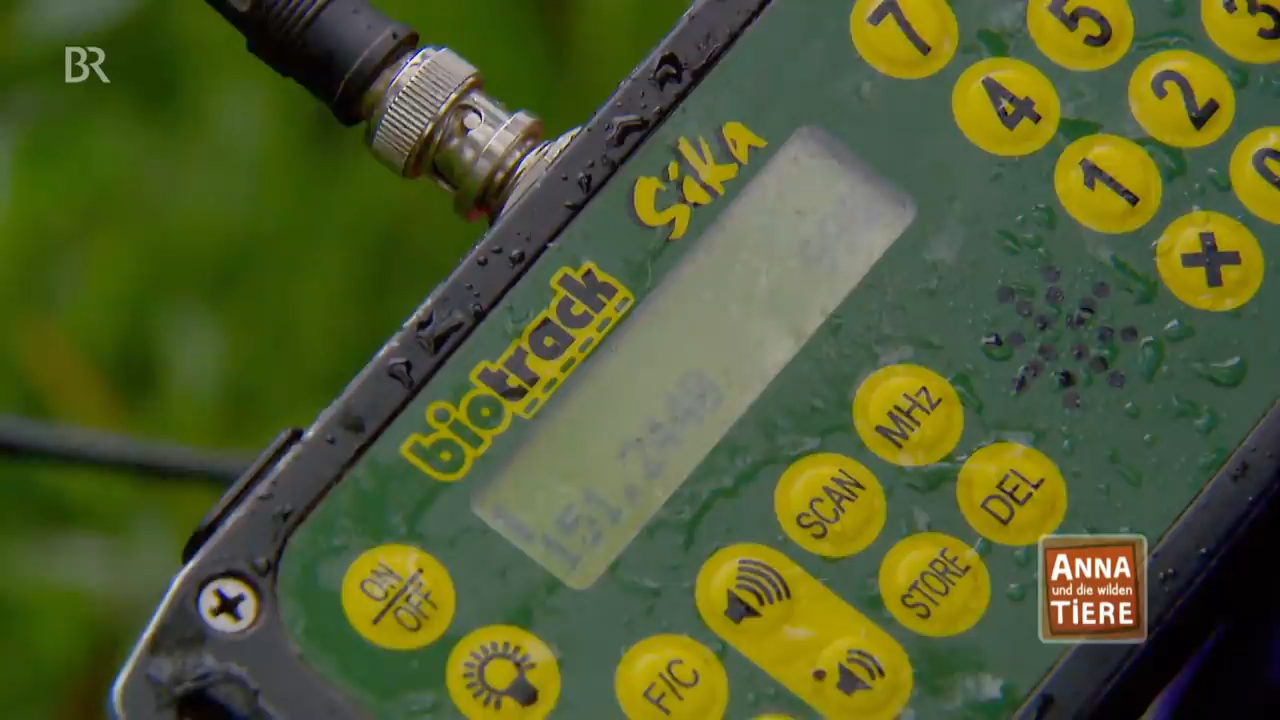 BR
Sika
biotrack
7
5
3
4
2
1
0
+
MHz
SCAN
DEL
STORE
ON
OFF
F/C
ANNA
und die wilden
TiERE